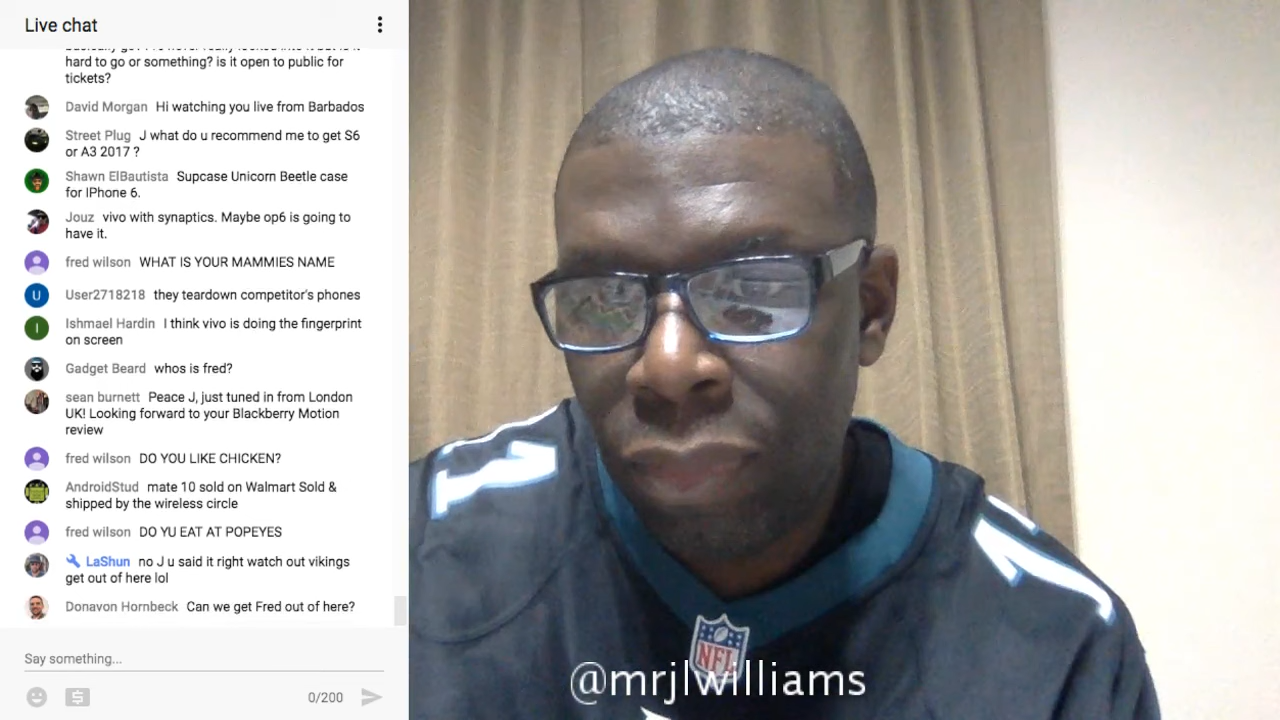 Live chat
hard to go or something? is it open to public for
tickets?
David Morgan Hi watching you live from Barbados
Street Plug J what do u recommend me to get S6
or A3 2017 ?
Shawn ElBautista Supcase Unicorn Beetle case
for IPhone 6.
Jouz vivo with synaptics. Maybe op6 is going to
have it.
fred wilson WHAT IS YOUR MAMMIES NAME
U
User2718218 they teardown competitor's phones
I
Ishmael Hardin I think vivo is doing the fingerprint
on screen
Gadget Beard whos is fred?
sean burnett Peace J, just tuned in from London
UK! Looking forward to your Blackberry Motion
review
fred wilson DO YOU LIKE CHICKEN?
AndroidStud mate 10 sold on Walmart Sold &
shipped by the wireless circle
fred wilson DO YU EAT AT POPEYES
LaShun no J u said it right watch out vikings
get out of here lol
Donavon Hornbeck Can we get Fred out of here?
Say something...
0/200
NFL
@mrjlwilliams